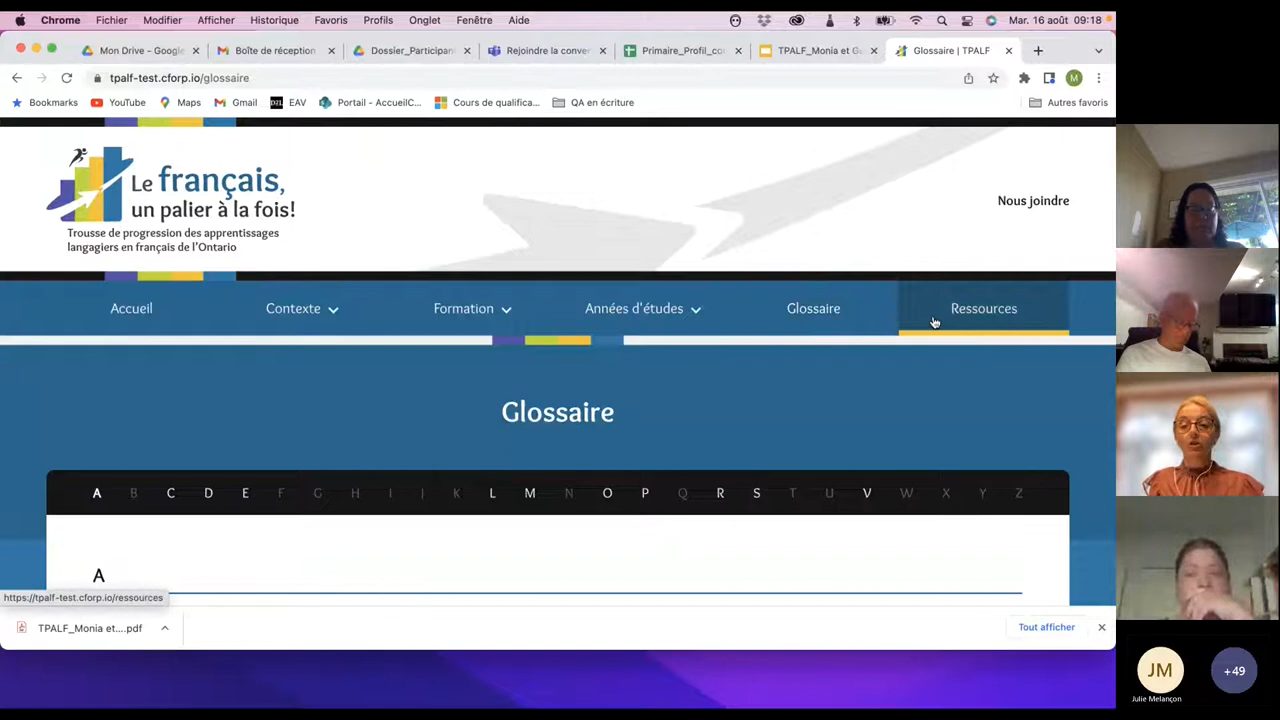 Chrome Fichier Modifier Afficher Historique Favoris Profils Onglet Fenêtre Aide Mar. 16 août 09:18
Mon Drive – Google Boîte de réception Dossier_Participan Rejoindre la conver Primaire_Profil_co TPALF_Monia et G Glossaire | TPALF
tpalf-test.cforp.io/glossaire
Bookmarks YouTube Maps Gmail EAV Portail - AccueilC... Cours de qualifica... QA en écriture Autres favoris
Le français,
un palier à la fois!
Trousse de progression des apprentissages
langagiers en français de l'Ontario
Nous joindre
Accueil Contexte Formation Années d'études Glossaire Ressources
Glossaire
A B C D E F G H I J K L M N O P Q R S T U V W X Y Z
A
https://tpalf-test.cforp.io/ressources
TPALF_Monia et....pdf
Tout afficher
JM
+49
Julie Melançon